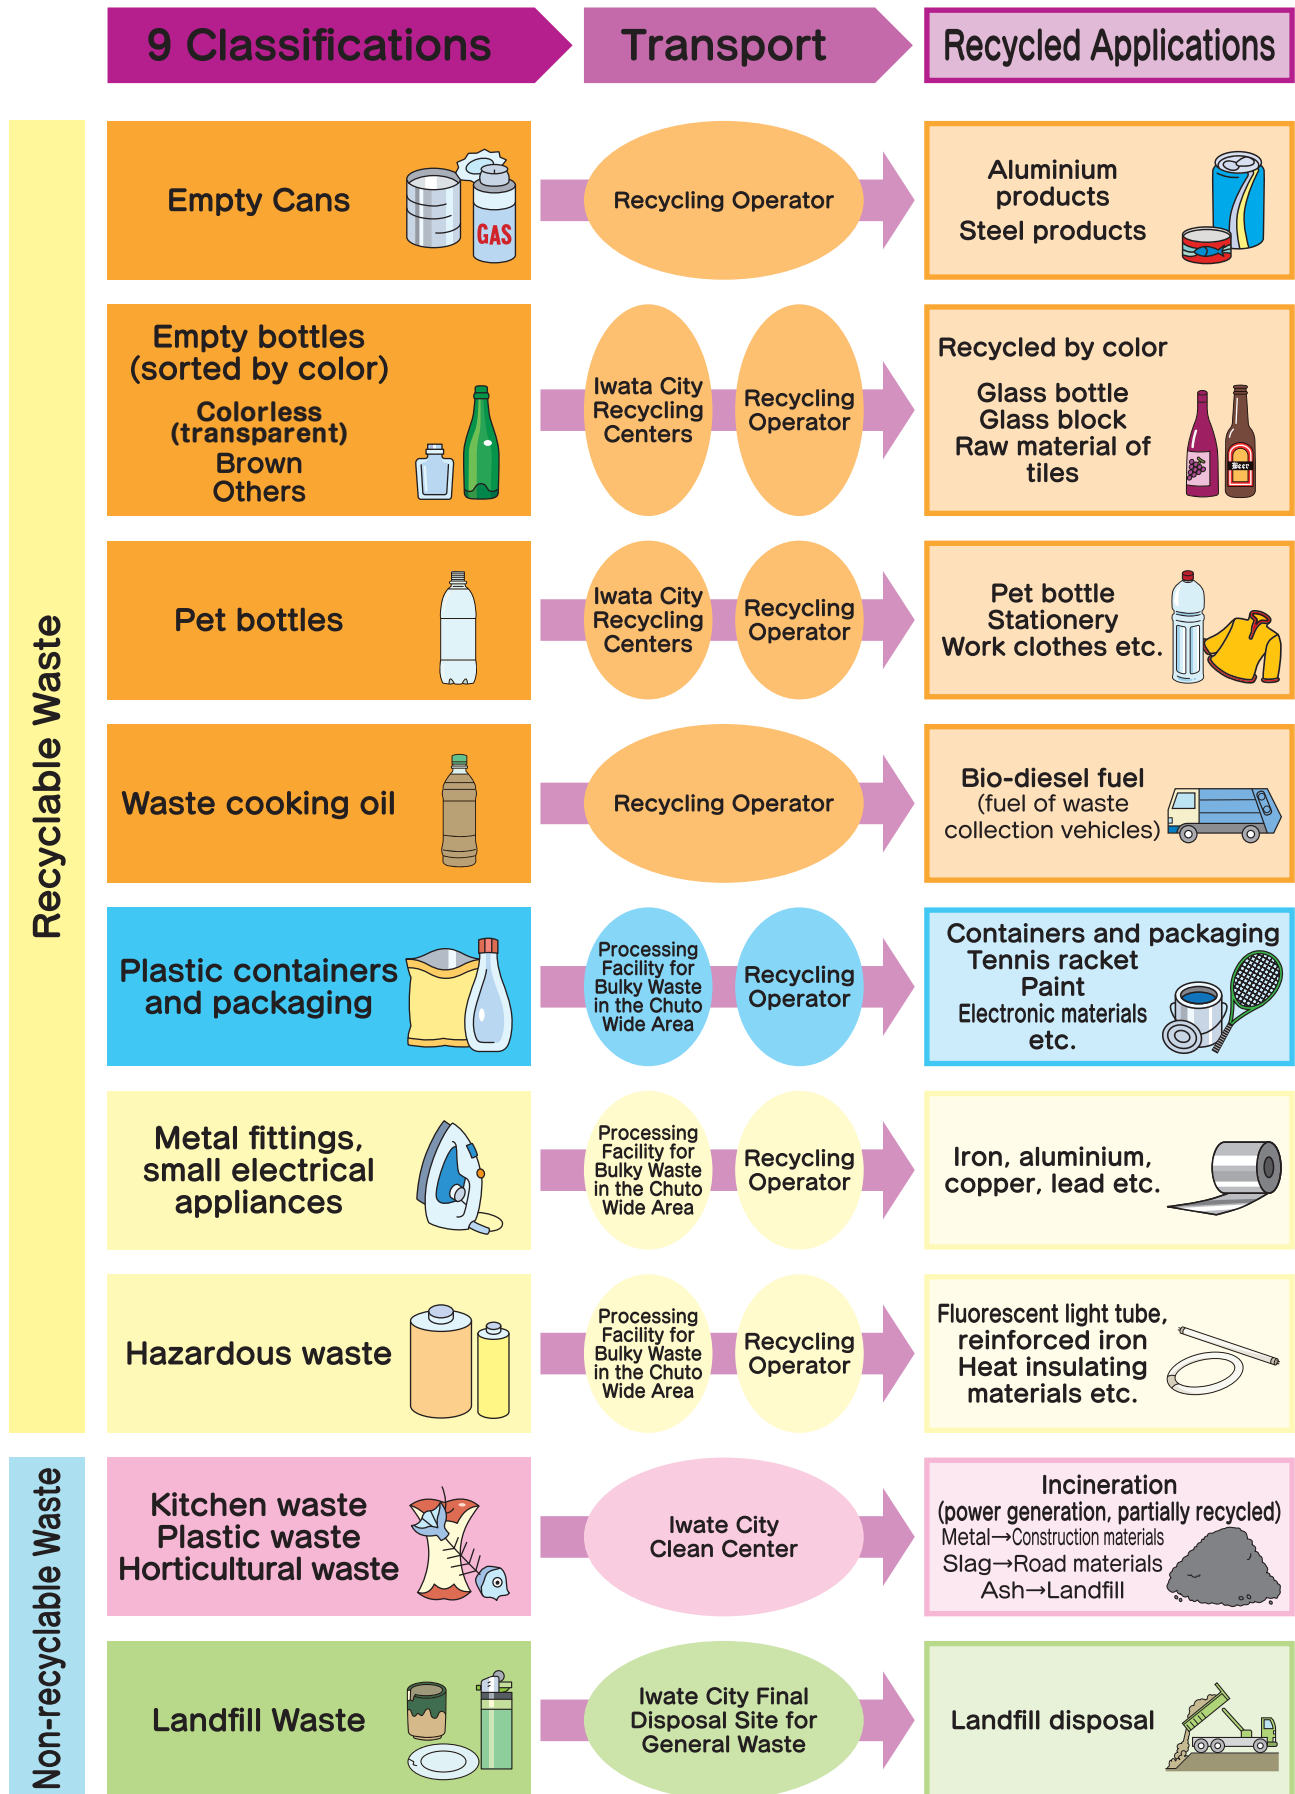 9 Classifications
Transport
Recycled Applications
Recyclable Waste
Empty Cans
GAS
Recycling Operator
Aluminium
products
Steel products
Empty bottles
(sorted by color)
Colorless
(transparent)
Brown
Others
Iwata City
Recycling
Centers
Recycling
Operator
Recycled by color
Glass bottle
Glass block
Raw material of
tiles
Beer
Pet bottles
Iwata City
Recycling
Centers
Recycling
Operator
Pet bottle
Stationery
Work clothes etc.
Waste cooking oil
Recycling Operator
Bio-diesel fuel
(fuel of waste
collection vehicles)
Plastic containers
and packaging
Processing
Facility for
Bulky Waste
in the Chuto
Wide Area
Recycling
Operator
Containers and packaging
Tennis racket
Paint
Electronic materials
etc.
Metal fittings,
small electrical
appliances
Processing
Facility for
Bulky Waste
in the Chuto
Wide Area
Recycling
Operator
Iron, aluminium,
copper, lead etc.
Hazardous waste
Processing
Facility for
Bulky Waste
in the Chuto
Wide Area
Recycling
Operator
Fluorescent light tube,
reinforced iron
Heat insulating
materials etc.
Non-recyclable Waste
Kitchen waste
Plastic waste
Horticultural waste
Iwate City
Clean Center
Incineration
(power generation, partially recycled)
Metal→Construction materials
Slag→Road materials
Ash→Landfill
Landfill Waste
Iwate City Final
Disposal Site for
General Waste
Landfill disposal